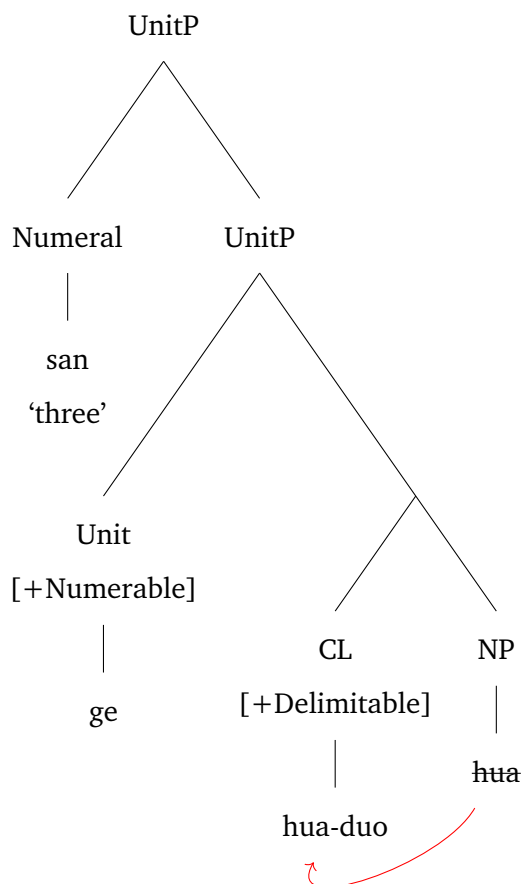 UnitP
Numeral UnitP
san
‘three’
Unit
[+Numerable]
ge
CL NP
[+Delimitable]
hua
hua-duo